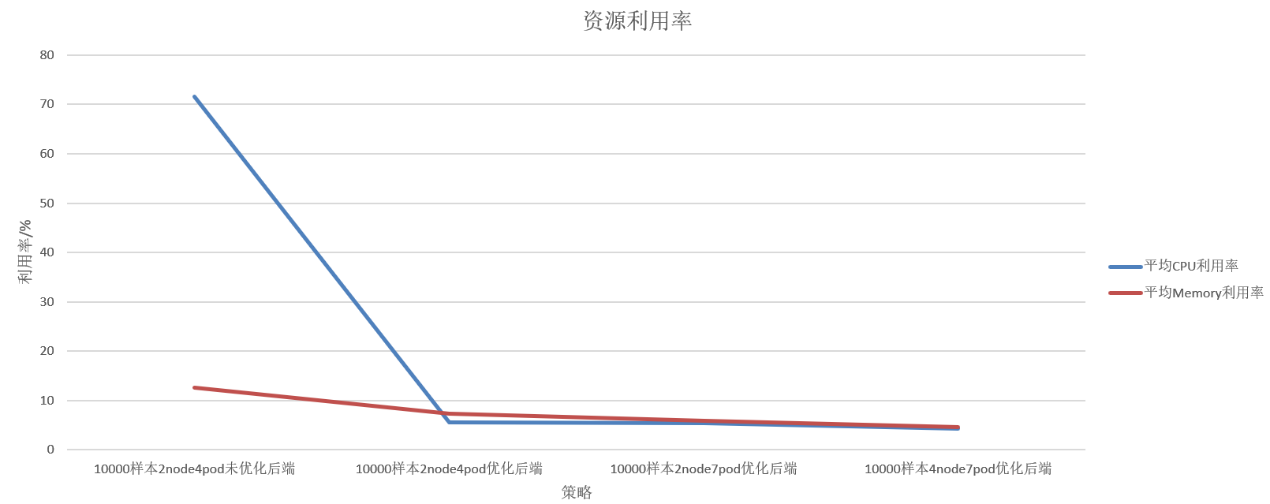 资源利用率
80
70
60
50
40
30
20
10
0
利用率/%
10000样本2node4pod未优化后端
10000样本2node4pod优化后端
10000样本2node7pod优化后端
10000样本4node7pod优化后端
策略
平均CPU利用率
平均Memory利用率